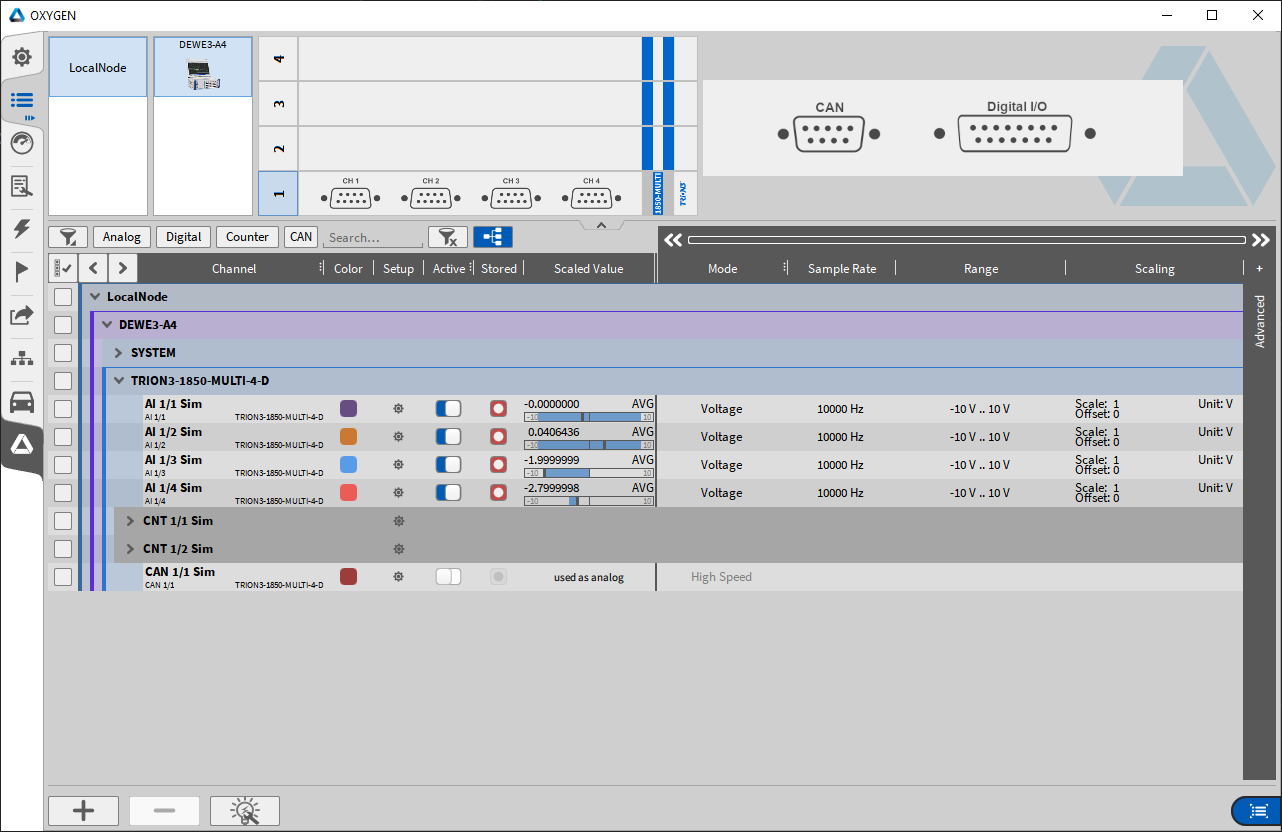 OXYGEN
LocalNode
DEWE3-A4
4
3
2
1
CH 1
CH 2
CH 3
CH 4
1850-MULTI
TRION3
CAN
Digital I/O
Analog
Digital
Counter
CAN
Search...
Channel
Color
Setup
Active
Stored
Scaled Value
Mode
Sample Rate
Range
Scaling
+
Advanced
LocalNode
DEWE3-A4
SYSTEM
TRION3-1850-MULTI-4-D
AI 1/1 Sim
AI 1/1
TRION3-1850-MULTI-4-D
-0.0000000
AVG
-10
10
Voltage
10000 Hz
-10 V .. 10 V
Scale: 1
Offset: 0
Unit: V
AI 1/2 Sim
AI 1/2
TRION3-1850-MULTI-4-D
0.0406436
AVG
-10
10
Voltage
10000 Hz
-10 V .. 10 V
Scale: 1
Offset: 0
Unit: V
AI 1/3 Sim
AI 1/3
TRION3-1850-MULTI-4-D
-1.9999999
AVG
-10
10
Voltage
10000 Hz
-10 V .. 10 V
Scale: 1
Offset: 0
Unit: V
AI 1/4 Sim
AI 1/4
TRION3-1850-MULTI-4-D
-2.7999998
AVG
-10
10
Voltage
10000 Hz
-10 V .. 10 V
Scale: 1
Offset: 0
Unit: V
CNT 1/1 Sim
CNT 1/2 Sim
CAN 1/1 Sim
CAN 1/1
TRION3-1850-MULTI-4-D
used as analog
High Speed